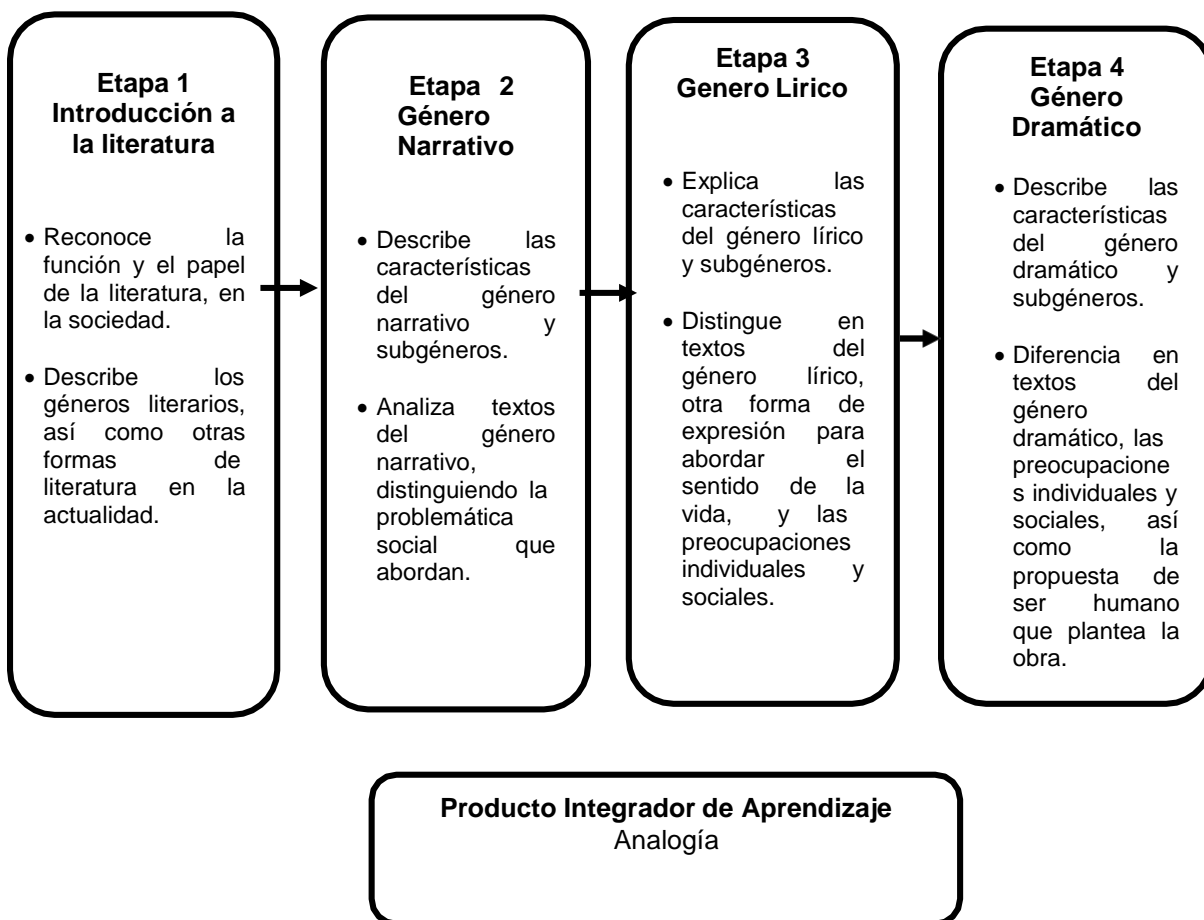 Etapa 1
Introducción a
la literatura
• Reconoce la
función y el papel
de la literatura, en
la sociedad.
• Describe los
géneros literarios,
así como otras
formas de
literatura en la
actualidad.
Etapa 2
Género
Narrativo
• Describe las
características
del género
narrativo y
subgéneros.
• Analiza textos
del género
narrativo,
distinguiendo la
problemática
social que
abordan.
Etapa 3
Genero Lirico
• Explica las
características
del género lírico
y subgéneros.
• Distingue en
textos del
género lírico,
otra forma de
expresión para
abordar el
sentido de la
vida, y las
preocupaciones
individuales y
sociales.
Etapa 4
Género
Dramático
• Describe las
características
del género
dramático y
subgéneros.
• Diferencia en
textos del
género
dramático, las
preocupacione
s individuales y
sociales, así
como la
propuesta de
ser humano
que plantea la
obra.
Producto Integrador de Aprendizaje
Analogía